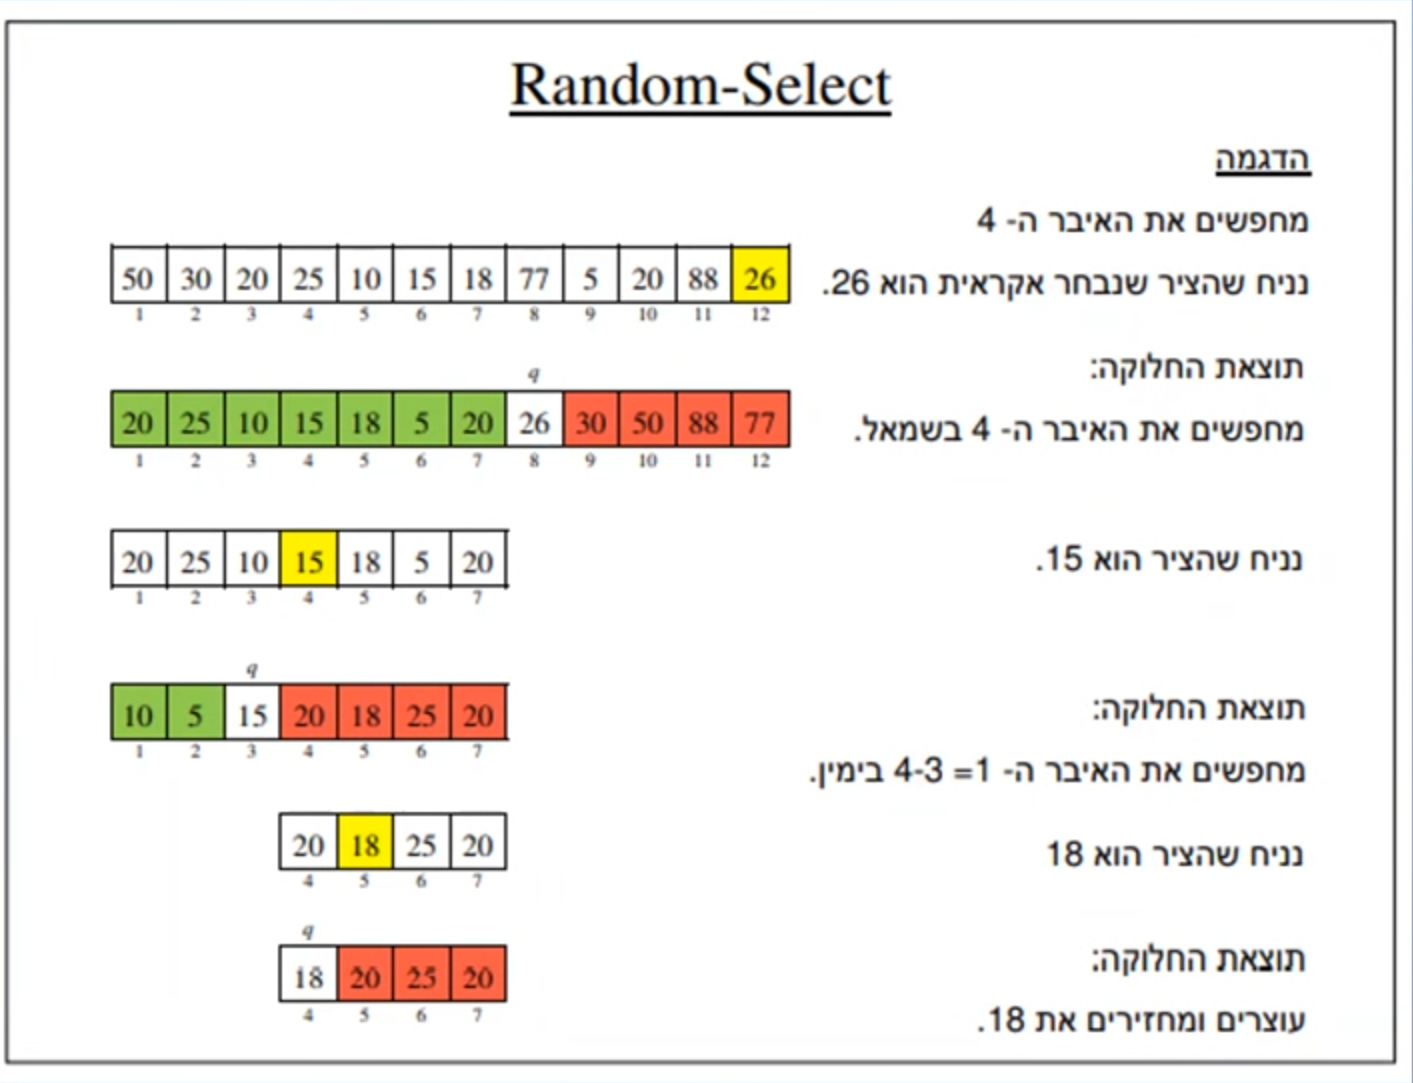 Random-Select
הדגמה
מחפשים את האיבר ה- 4
נניח שהציר שנבחר אקראית הוא 26.
50 30 20 25 10 15 18 77 5 20 88 26
1 2 3 4 5 6 7 8 9 10 11 12
תוצאת החלוקה:
q
מחפשים את האיבר ה- 4 בשמאל.
20 25 10 15 18 5 20 26 30 50 88 77
1 2 3 4 5 6 7 8 9 10 11 12
נניח שהציר הוא 15.
20 25 10 15 18 5 20
1 2 3 4 5 6 7
תוצאת החלוקה:
q
10 5 15 20 18 25 20
1 2 3 4 5 6 7
מחפשים את האיבר ה- 1= 4-3 בימין.
נניח שהציר הוא 18
20 18 25 20
4 5 6 7
תוצאת החלוקה:
q
18 20 25 20
4 5 6 7
עוצרים ומחזירים את 18.